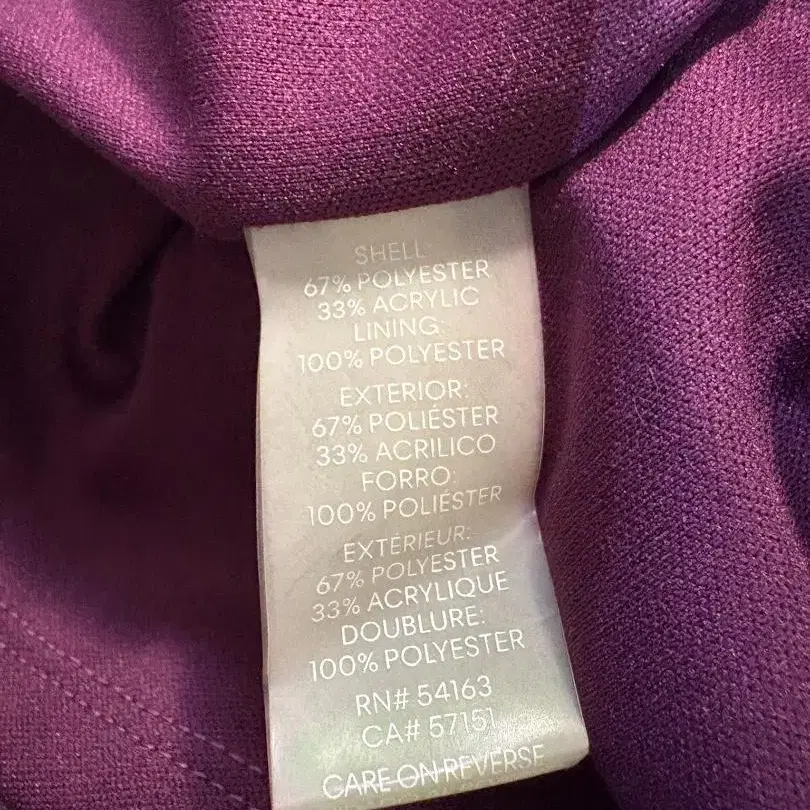 SHELL:
67% POLYESTER
33% ACRYLIC
LINING:
100% POLYESTER
EXTERIOR:
67% POLIÉSTER
33% ACRILICO
FORRO:
100% POLIÉSTER
EXTÉRIEUR:
67% POLYESTER
33% ACRYLIQUE
DOUBLURE:
100% POLYESTER
RN# 54163
CA# 57151
CARE ON REVERSE